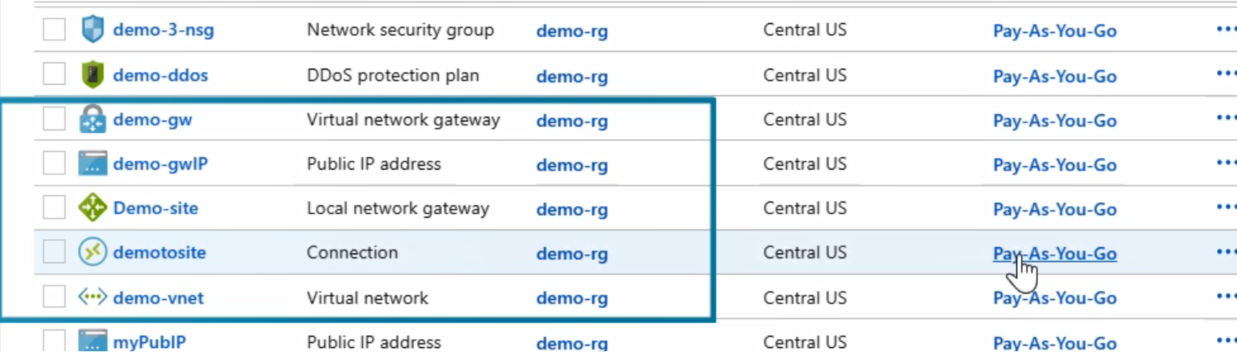 demo-3-nsg Network security group demo-rg Central US Pay-As-You-Go ...
demo-ddos DDoS protection plan demo-rg Central US Pay-As-You-Go ...
demo-gw Virtual network gateway demo-rg Central US Pay-As-You-Go ...
demo-gwIP Public IP address demo-rg Central US Pay-As-You-Go ...
Demo-site Local network gateway demo-rg Central US Pay-As-You-Go ...
demotosite Connection demo-rg Central US Pay-As-You-Go ...
demo-vnet Virtual network demo-rg Central US Pay-As-You-Go ...
myPubIP Public IP address demo-rg Central US Pay-As-You-Go ...